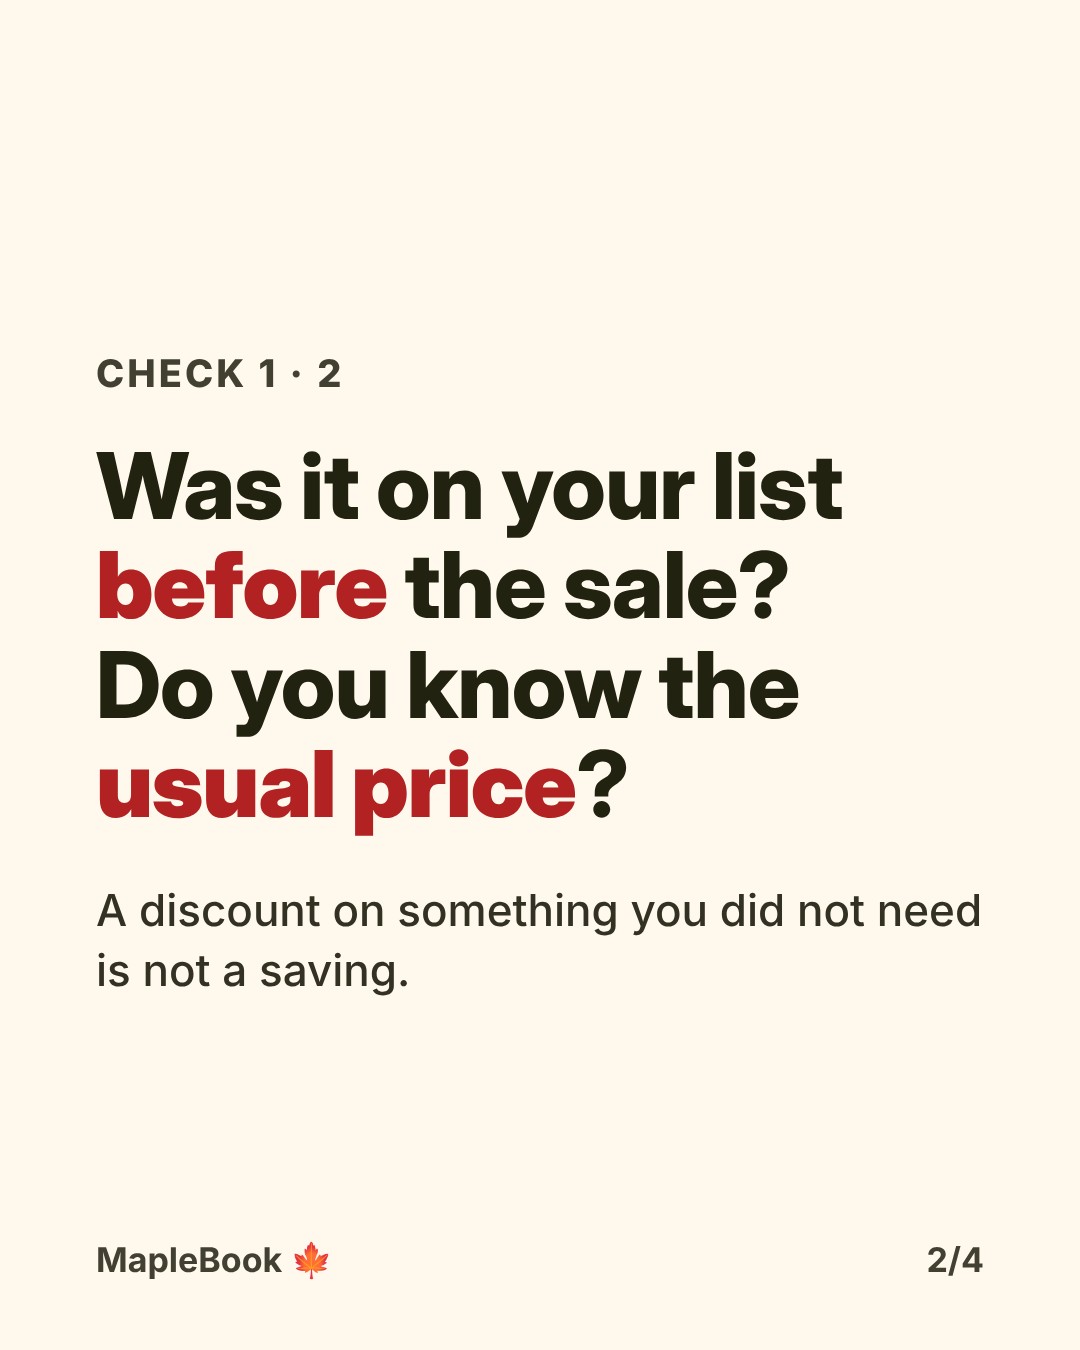 CHECK 1 · 2
Was it on your list
before the sale?
Do you know the
usual price?
A discount on something you did not need
is not a saving.
MapleBook 🍁
2/4